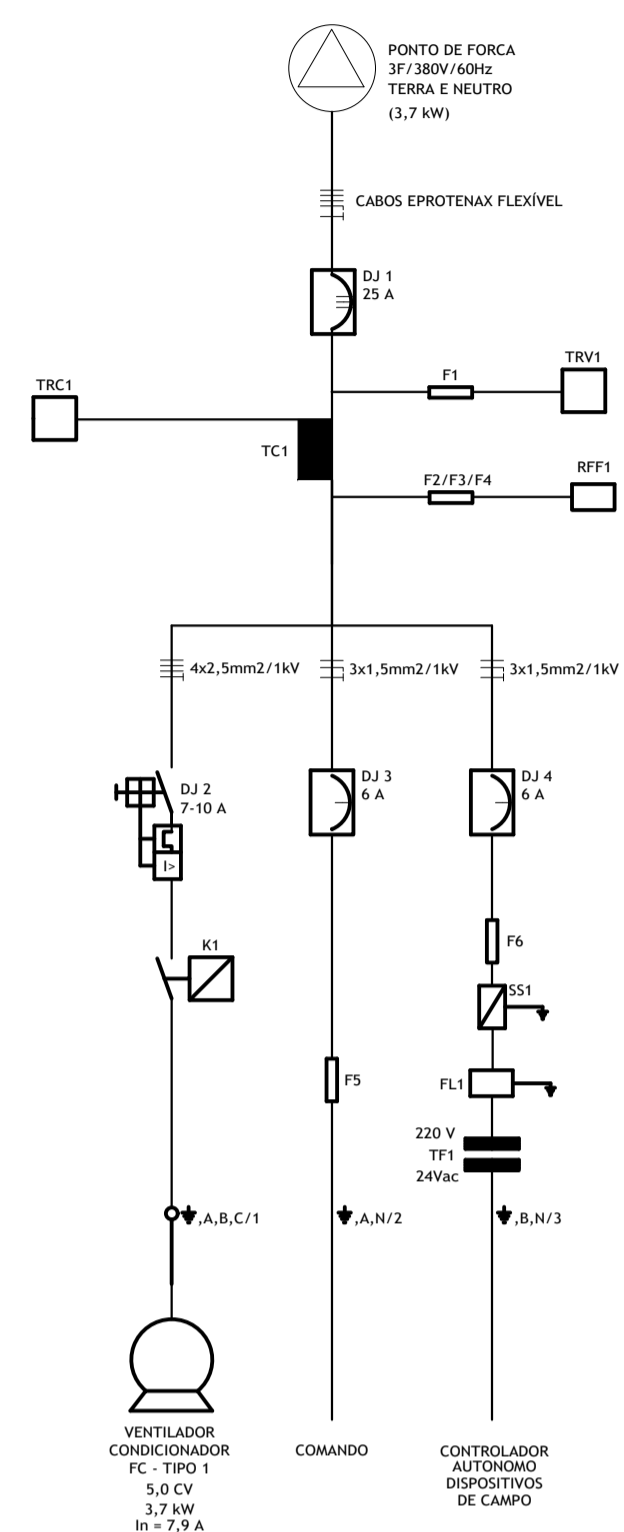 PONTO DE FORCA
3F/380V/60Hz
TERRA E NEUTRO
(3,7 kW)
CABOS EPROTENAX FLEXÍVEL
DJ 1
25 A
TRC1
F1
TRV1
TC1
F2/F3/F4
RFF1
4x2,5mm2/1kV
3x1,5mm2/1kV
3x1,5mm2/1kV
DJ 2
7-10 A
I>
DJ 3
6 A
DJ 4
6 A
K1
F6
SS1
F5
FL1
220 V
TF1
24Vac
,A,B,C/1
,A,N/2
,B,N/3
VENTILADOR
CONDICIONADOR
FC - TIPO 1
5,0 CV
3,7 kW
In = 7,9 A
COMANDO
CONTROLADOR
AUTONOMO
DISPOSITIVOS
DE CAMPO